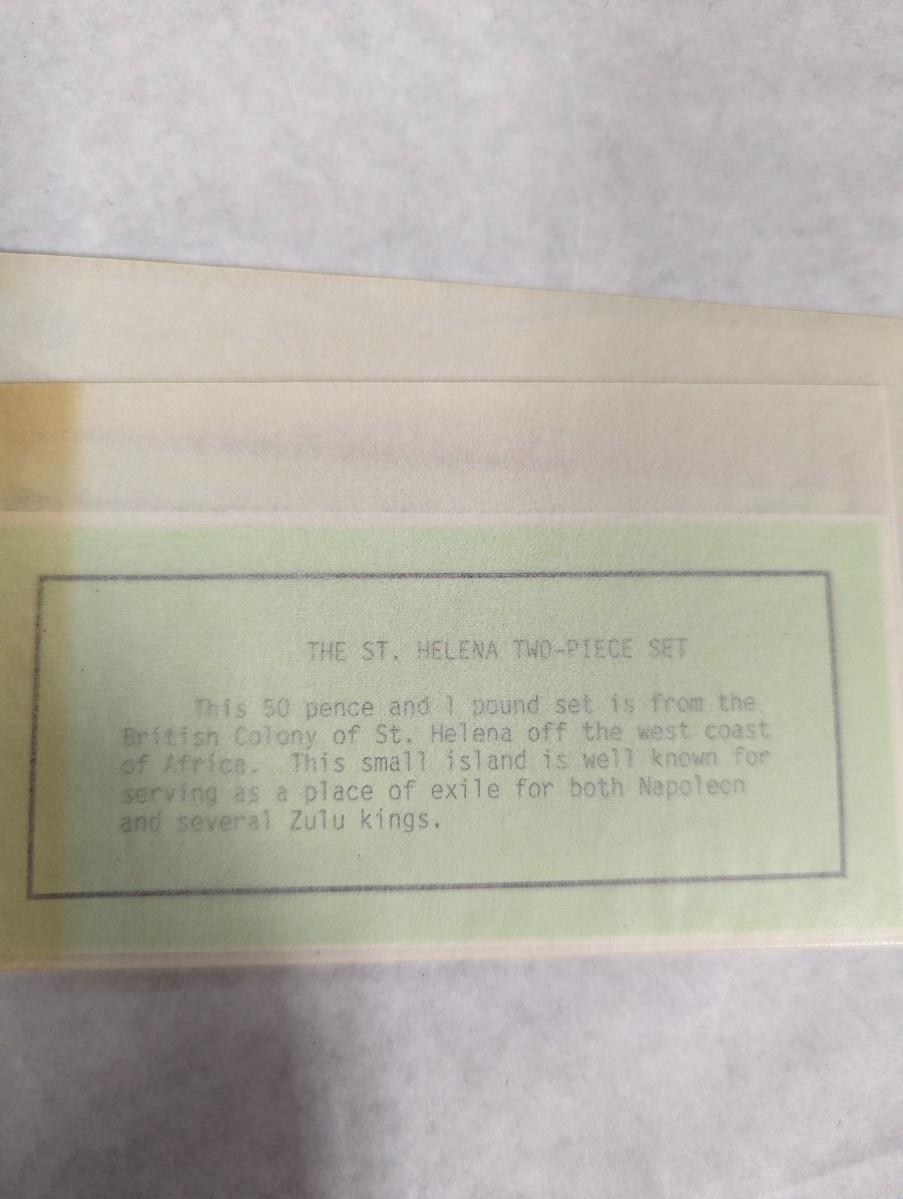 THE ST. HELENA TWO-PIECE SET
This 50 pence and 1 pound set is from the
British Colony of St. Helena off the west coast
of Africa. This small island is well known for
serving as a place of exile for both Napoleon
and several Zulu kings.